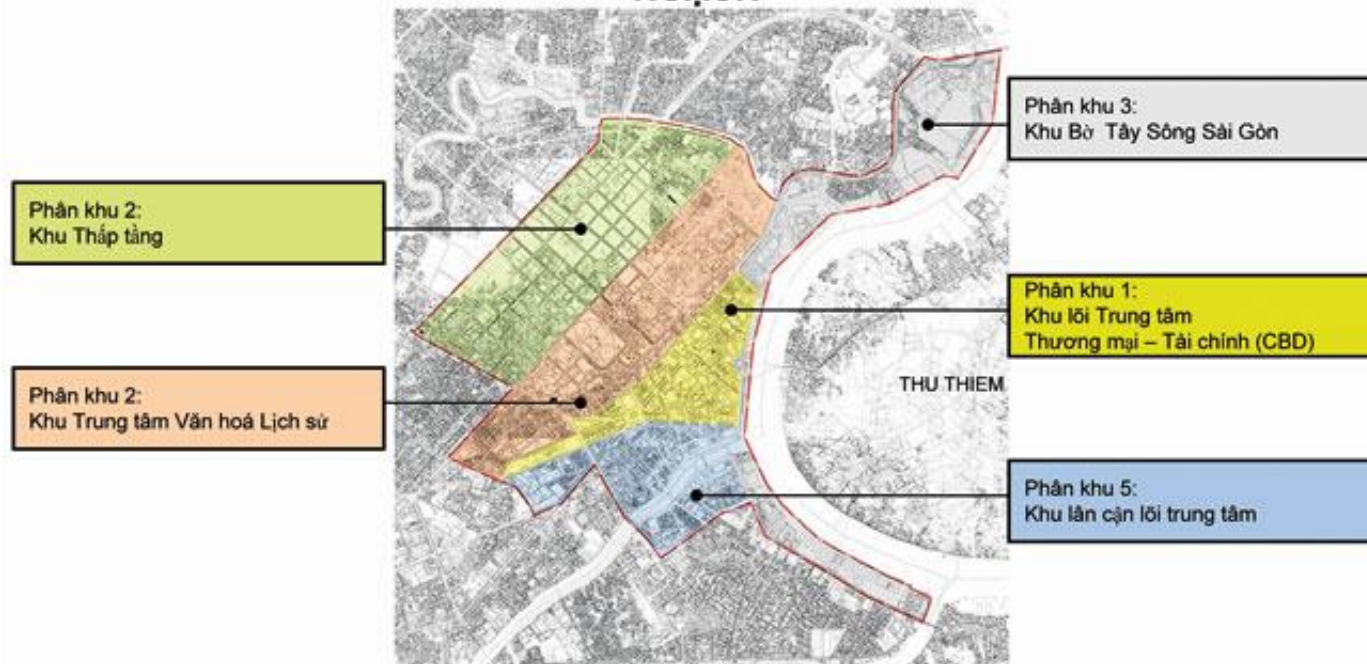 Phân khu 3:
Khu Bờ Tây Sông Sài Gòn
Phân khu 2:
Khu Thấp tầng
Phân khu 1:
Khu lõi Trung tâm
Thương mại – Tài chính (CBD)
THU THIEM
Phân khu 2:
Khu Trung tâm Văn hoá Lịch sử
Phân khu 5:
Khu lân cận lõi trung tâm